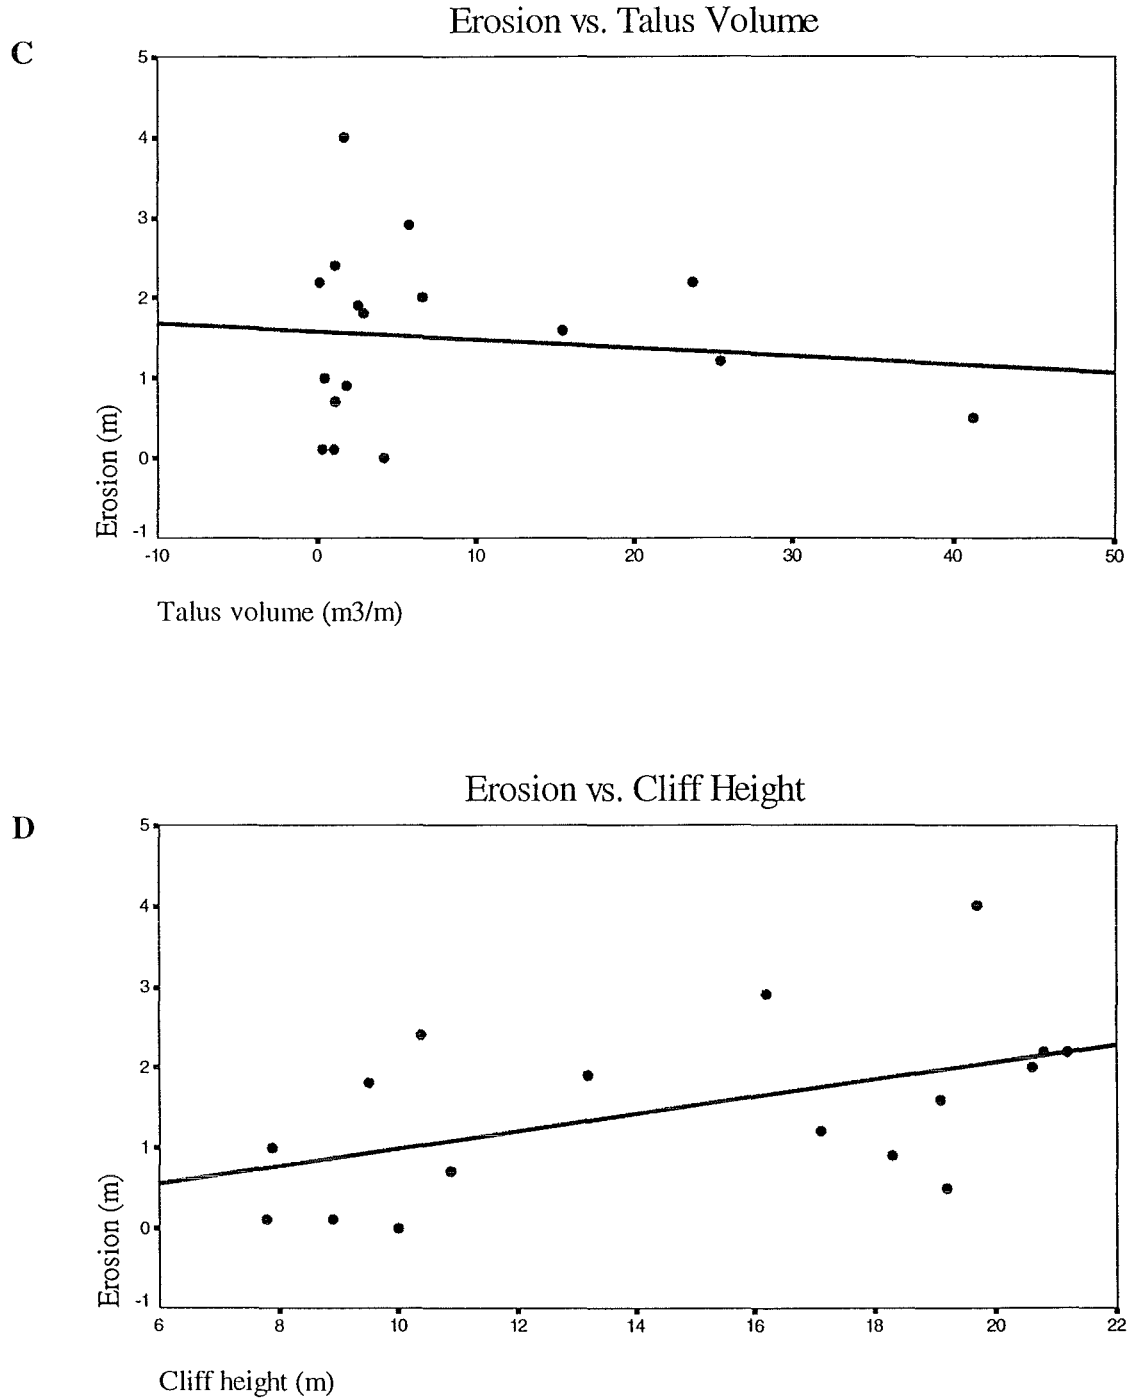 Erosion vs. Talus Volume
C
5
4
3
2
1
0
-1
Erosion (m)
-10 0 10 20 30 40 50
Talus volume (m3/m)
Erosion vs. Cliff Height
D
5
4
3
2
1
0
-1
Erosion (m)
6 8 10 12 14 16 18 20 22
Cliff height (m)